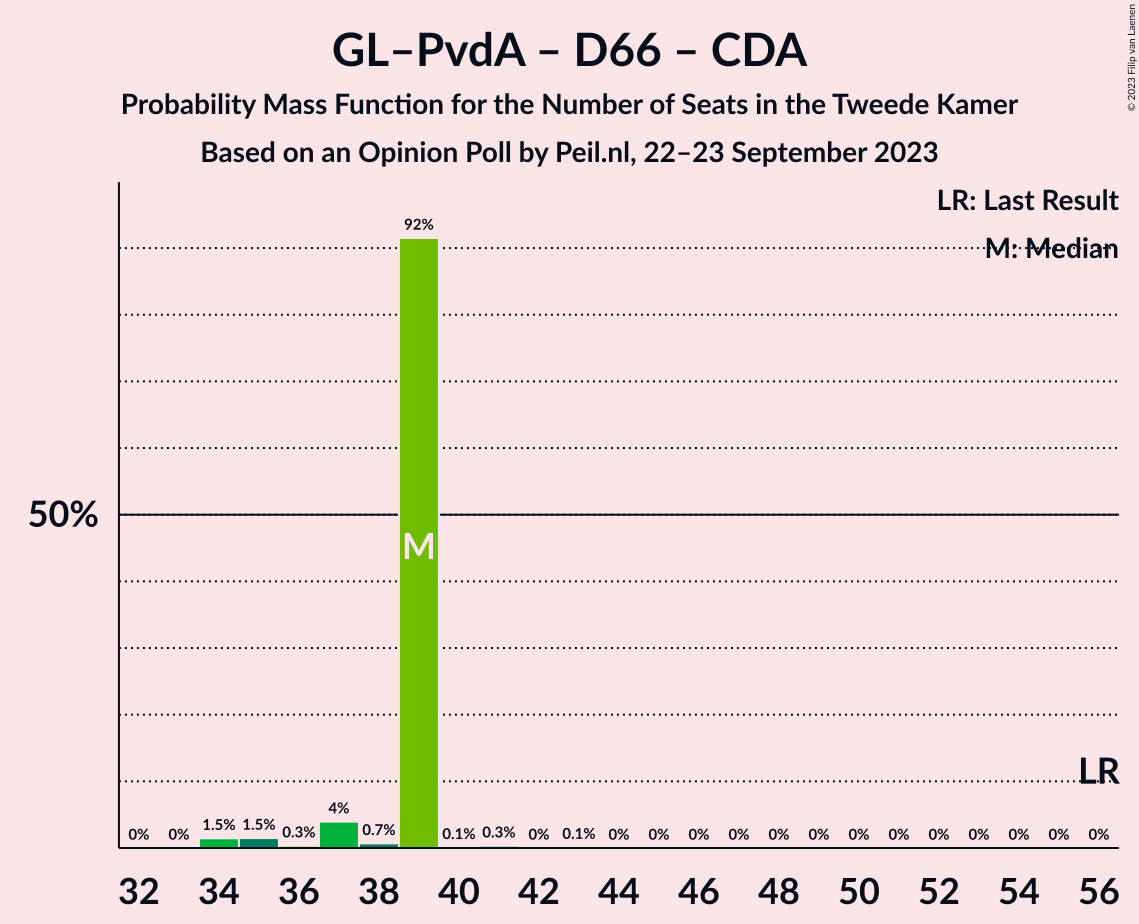 GL–PvdA – D66 – CDA
Probability Mass Function for the Number of Seats in the Tweede Kamer
Based on an Opinion Poll by Peil.nl, 22–23 September 2023
© 2023 Filip van Laenen
LR: Last Result
M: Median
92%
50%
M
LR
0% 0% 1.5% 1.5% 0.3% 4% 0.7% 0.1% 0.3% 0% 0.1% 0% 0% 0% 0% 0% 0% 0% 0% 0% 0% 0% 0% 0%
32 34 36 38 40 42 44 46 48 50 52 54 56